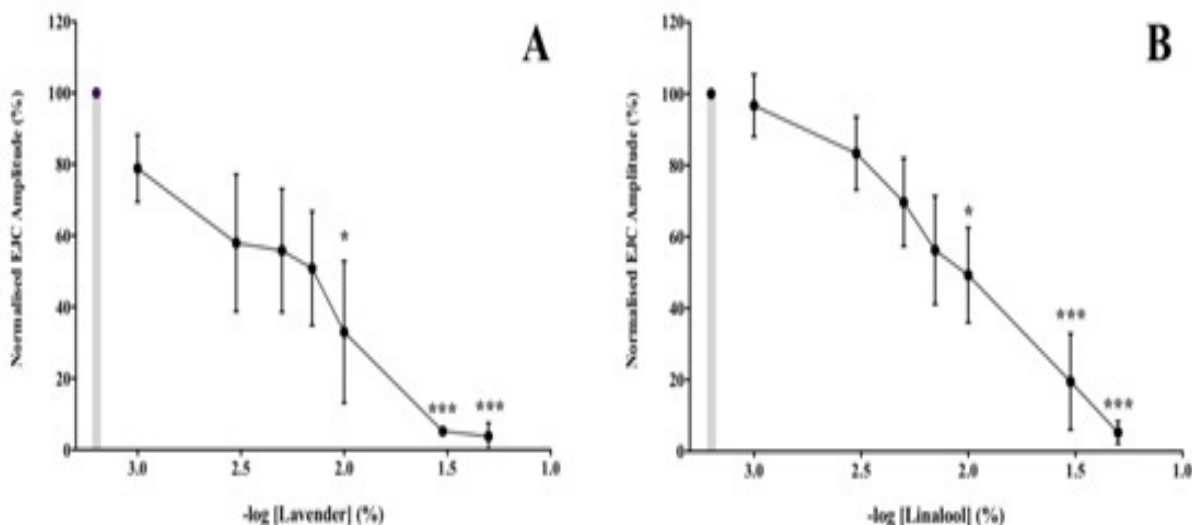 A
Normalised EJC Amplitude (%)
120
100
80
60
40
20
0
*
***
***
3.0 2.5 2.0 1.5 1.0
-log [Lavender] (%)
B
Normalised EJC Amplitude (%)
120
100
80
60
40
20
0
*
***
***
3.0 2.5 2.0 1.5 1.0
-log [Linalool] (%)